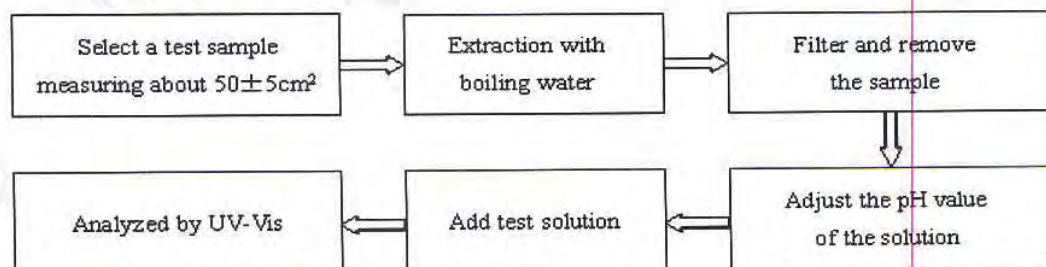 Select a test sample
measuring about 50±5cm²
Extraction with
boiling water
Filter and remove
the sample
Adjust the pH value
of the solution
Add test solution
Analyzed by UV-Vis